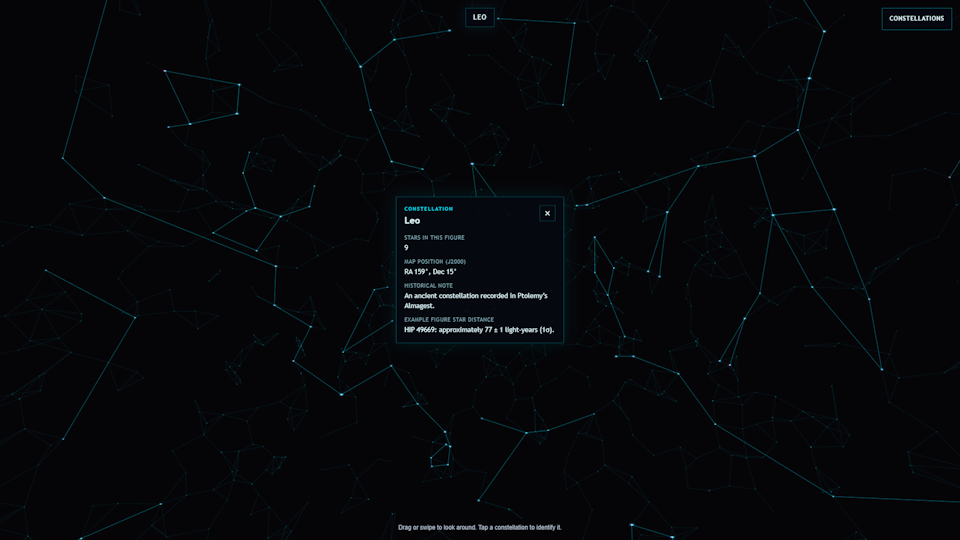 LEO
CONSTELLATIONS
CONSTELLATION
Leo
X
STARS IN THIS FIGURE
9
MAP POSITION (J2000)
RA 159°, Dec 15°
HISTORICAL NOTE
An ancient constellation recorded in Ptolemy's
Almagest.
EXAMPLE FIGURE STAR DISTANCE
HIP 49669: approximately 77 ± 1 light-years (1σ).
Drag or swipe to look around. Tap a constellation to identify it.